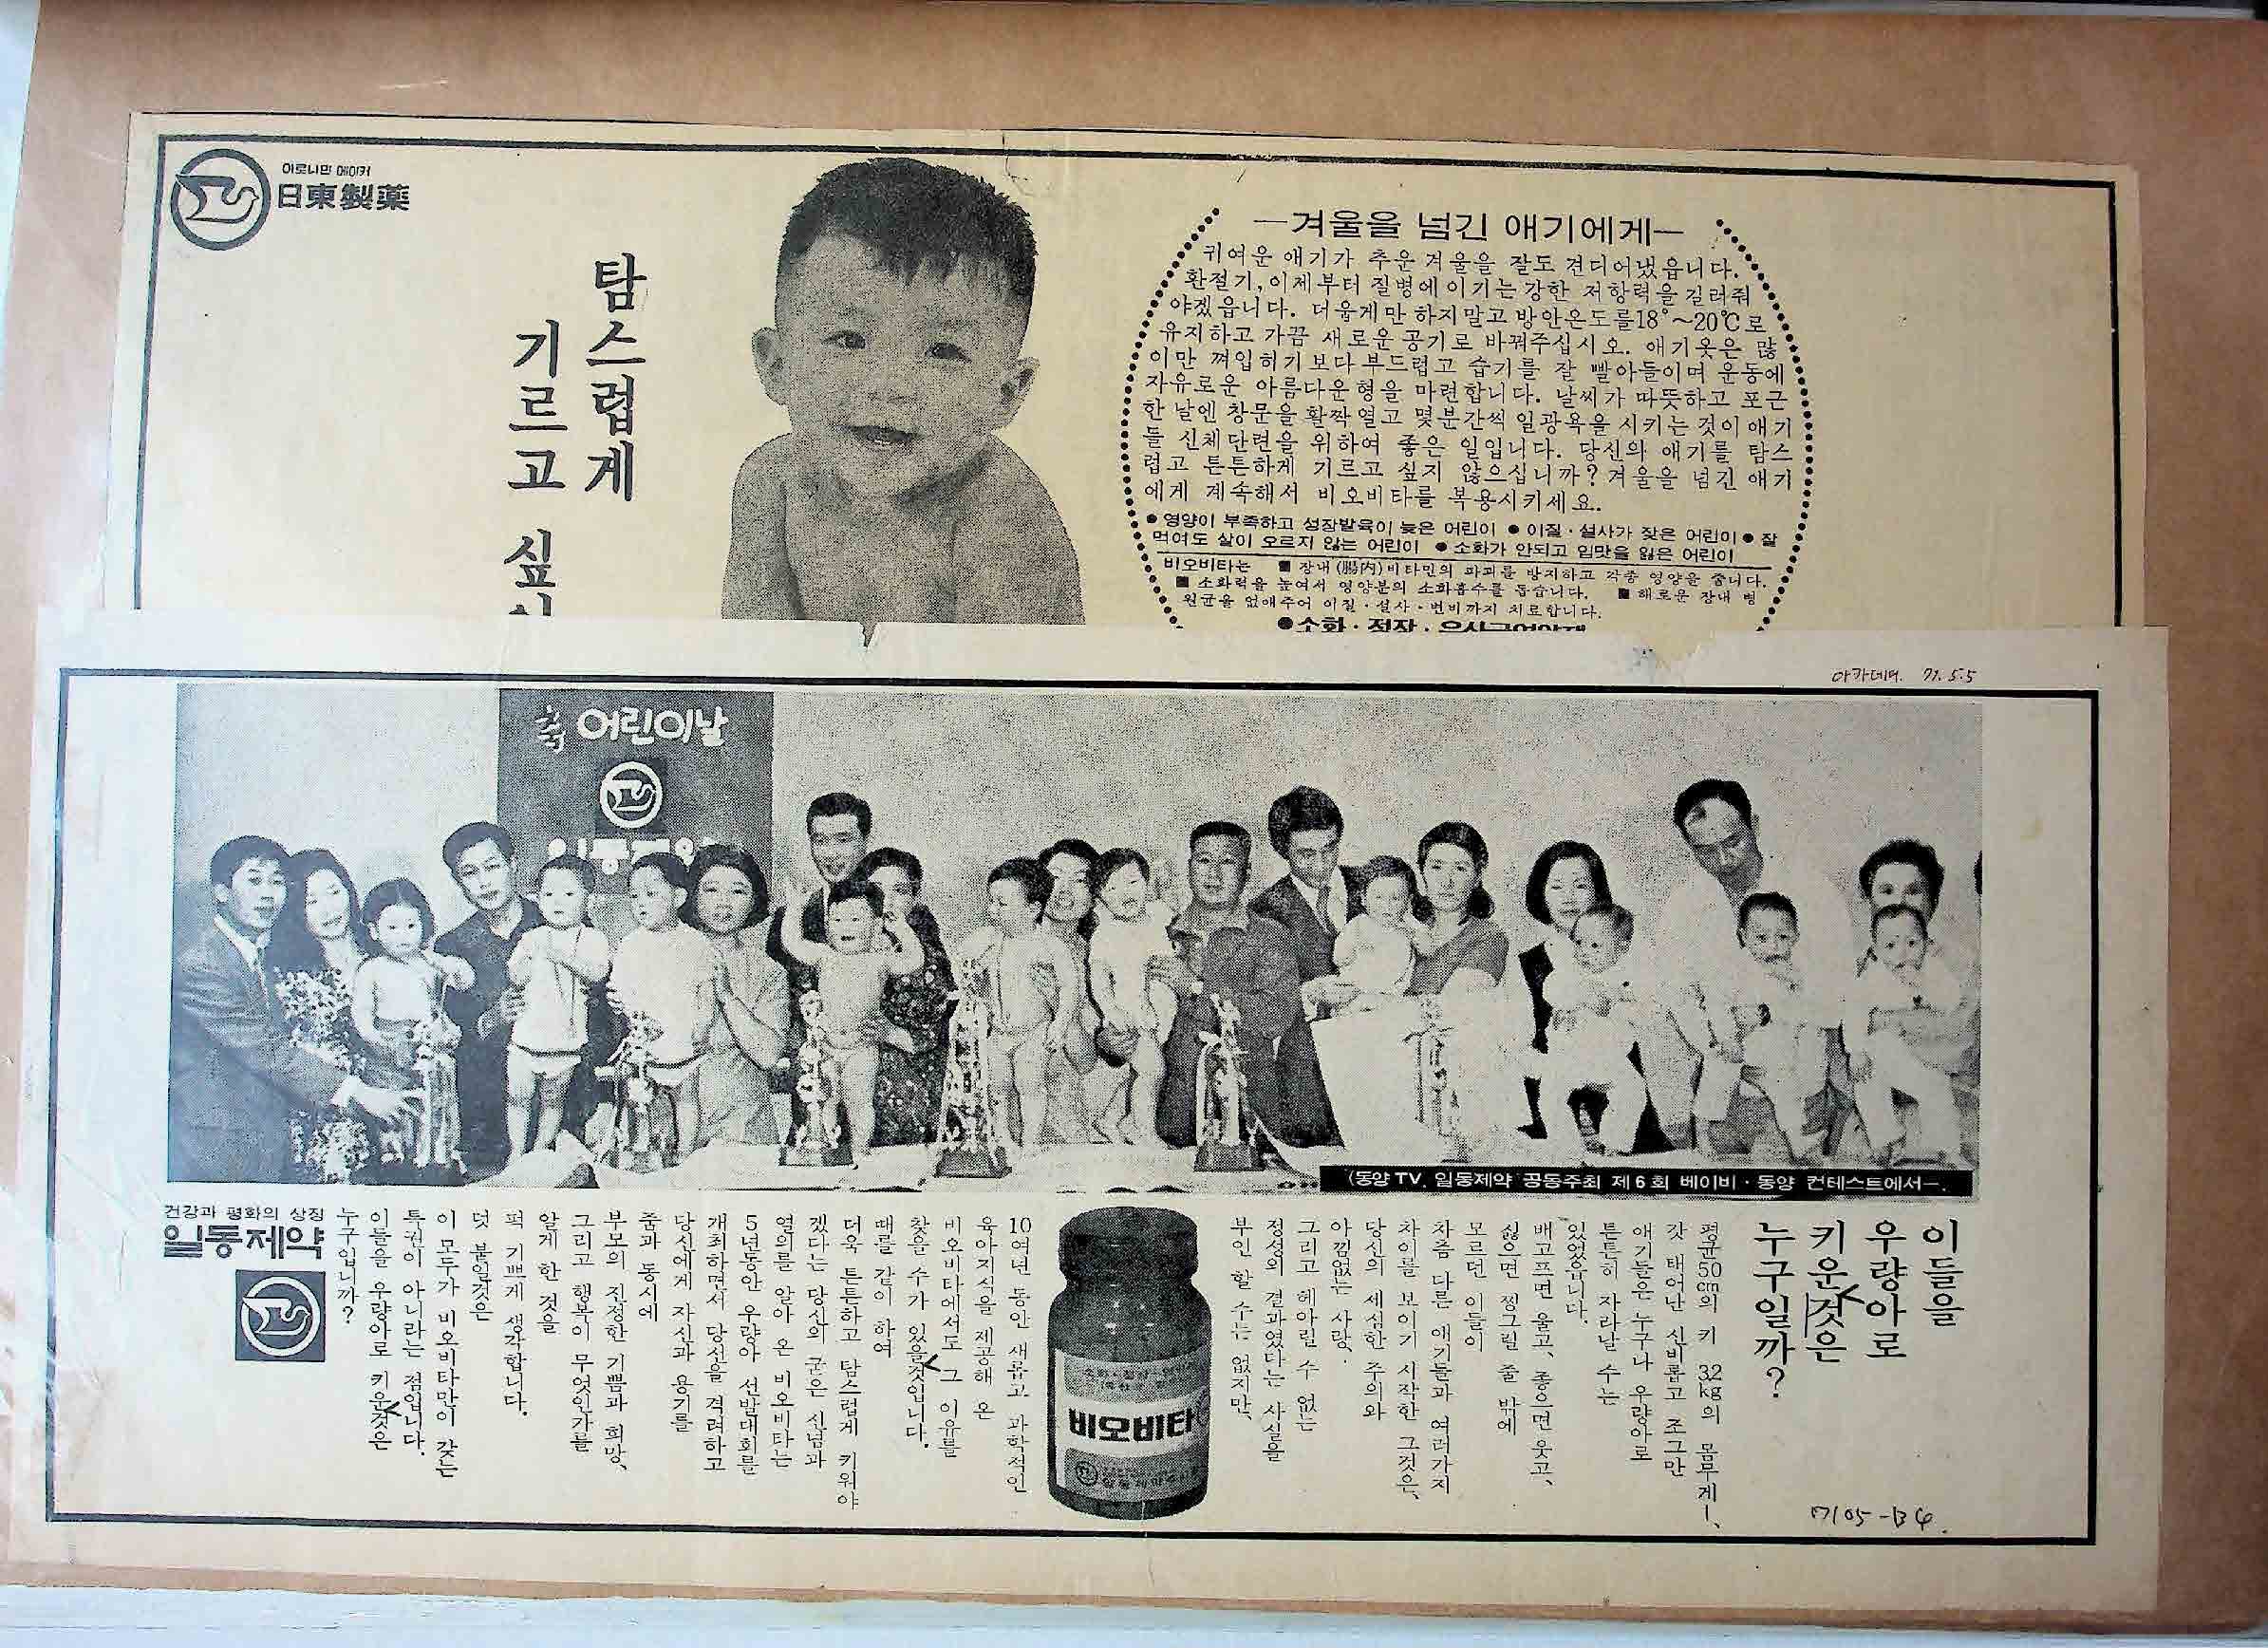 아로나민 메이커
日東製薬
탐스럽게
기르고 싶
—겨울을 넘긴 애기에게—
귀여운 애기가 추운 겨울을 잘도 견디어냈읍니다.
환절기, 이제부터 질병에 이기는 강한 저항력을 길러줘
야겠읍니다. 더웁게만 하지말고 방안온도를18°~20℃로
유지하고 가끔 새로운 공기로 바꿔주십시오. 애기옷은 많
이만 껴입히기 보다 부드럽고 습기를 잘 빨아들이며 운동에
자유로운 아름다운 형을 마련합니다. 날씨가 따뜻하고 포근
한 날엔 창문을 활짝 열고 몇분간씩 일광욕을 시키는 것이 애기
들 신체단련을 위하여 좋은 일입니다. 당신의 애기를 탐스
럽고 튼튼하게 기르고 싶지 않으십니까? 겨울을 넘긴 애기
에게 계속해서 비오비타를 복용시키세요.
● 영양이 부족하고 성장발육이 늦은 어린이 ● 이질·설사가 잦은 어린이 ● 잘
먹여도 살이 오르지 않는 어린이 ● 소화가 안되고 입맛을 잃은 어린이
비오비타는 ■ 장내(腸内)비타민의 파괴를 방지하고 각종 영양을 줍니다.
■ 소화력을 높여서 영양분의 소화흡수를 돕습니다. ■ 해로운 장내 병
원균을 없애주어 이질·설사·변비까지 치료합니다.
●소화·정장·
아카데미. 71. 5. 5
축 어린이날
일동제약
(동양TV. 일동제약 공동주최 제6회 베이비·동양 컨테스트에서—.
이들을
우량아로
키운것은
누구일까?
평균50cm의 키 3.2kg의 몸무게—、
갓 태어난 신비롭고 조그만
애기들은 누구나 우량아로
튼튼히 자라날 수는
있었읍니다.
배고프면 울고、좋으면 웃고、
싫으면 찡그릴 줄 밖에
모르던 이들이
차츰 다른 애기들과 여러가지
차이를 보이기 시작한 그것은、
당신의 세심한 주의와
아낌없는 사랑、
그리고 헤아릴 수 없는
정성의 결과였다는 사실을
부인 할 수는 없지만、
비오비타
10여년 동안 새롭고 과학적인
육아지식을 제공해 온
비오비타에서도 그 이유를
찾을 수가 있을것입니다.
때를 같이 하여
더욱 튼튼하고 탐스럽게 키워야
겠다는 당신의 굳은 신념과
열의를 알아 온 비오비타는
5년동안 우량아 선발대회를
개최하면서 당신을 격려하고
당신에게 자신과 용기를
줌과 동시에
부모의 진정한 기쁨과 희망、
그리고 행복이 무엇인가를
알게 한 것을
퍽 기쁘게 생각합니다.
덧 붙일것은
이 모두가 비오비타만이 갖는
특권이 아니라는 점입니다.
이들을 우량아로 키운것은
누구입니까?
건강과 평화의 상징
일동제약
7105-B4.